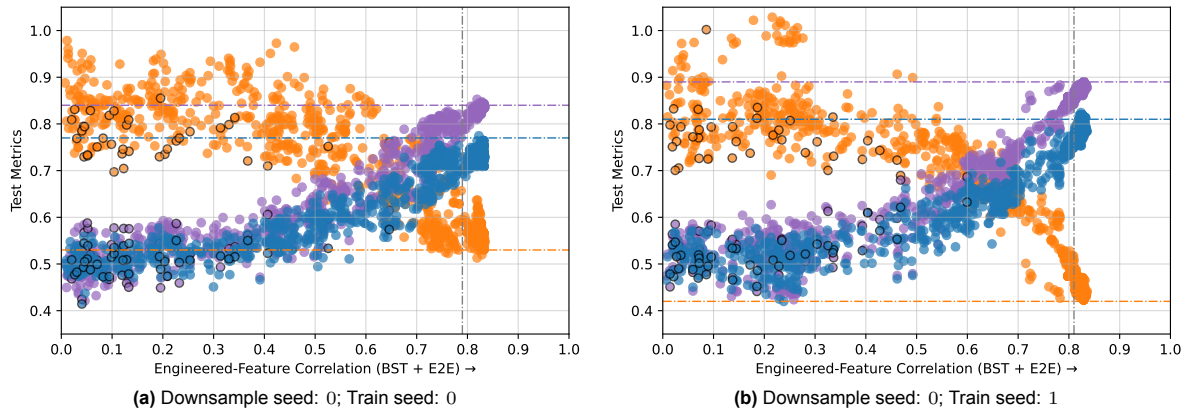 1.0
0.9
0.8
0.7
0.6
0.5
0.4
Test Metrics
0.0 0.1 0.2 0.3 0.4 0.5 0.6 0.7 0.8 0.9 1.0
Engineered-Feature Correlation (BST + E2E) →
(a) Downsample seed: 0; Train seed: 0
1.0
0.9
0.8
0.7
0.6
0.5
0.4
Test Metrics
0.0 0.1 0.2 0.3 0.4 0.5 0.6 0.7 0.8 0.9 1.0
Engineered-Feature Correlation (BST + E2E) →
(b) Downsample seed: 0; Train seed: 1